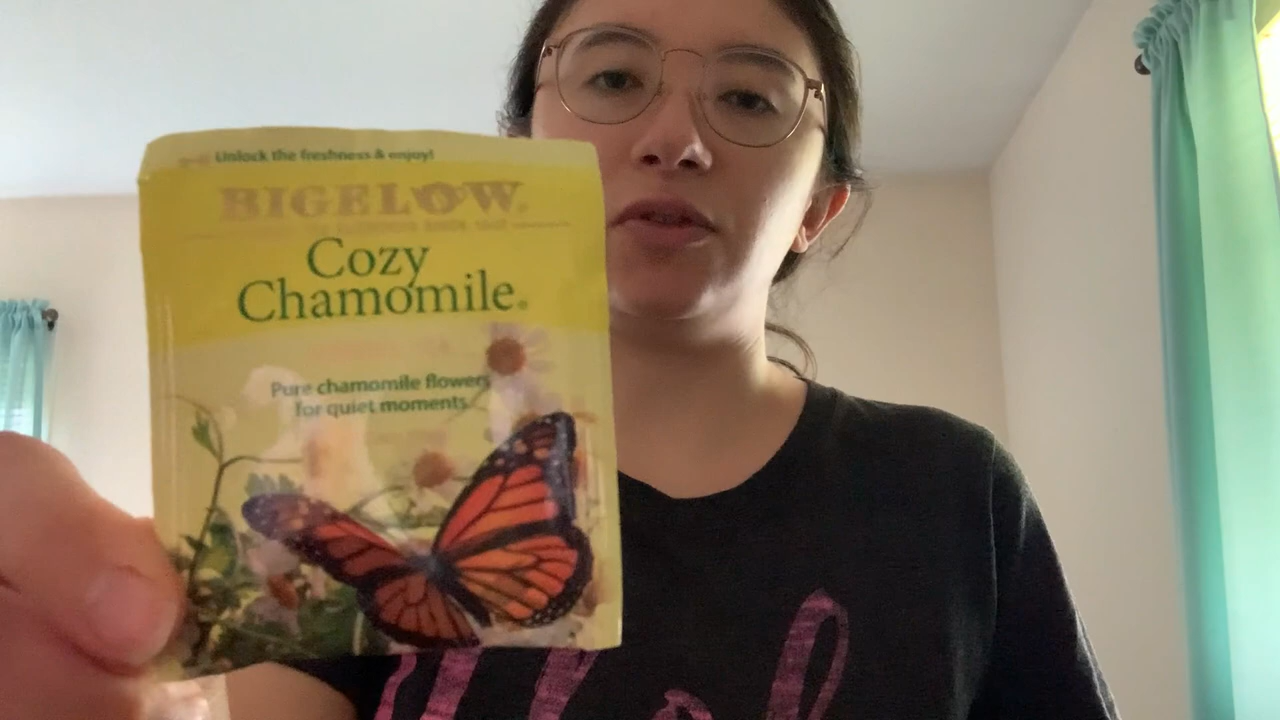 Unlock the freshness & enjoy!
BIGELOW®
Cozy
Chamomile®
Pure chamomile flowers
for quiet moments